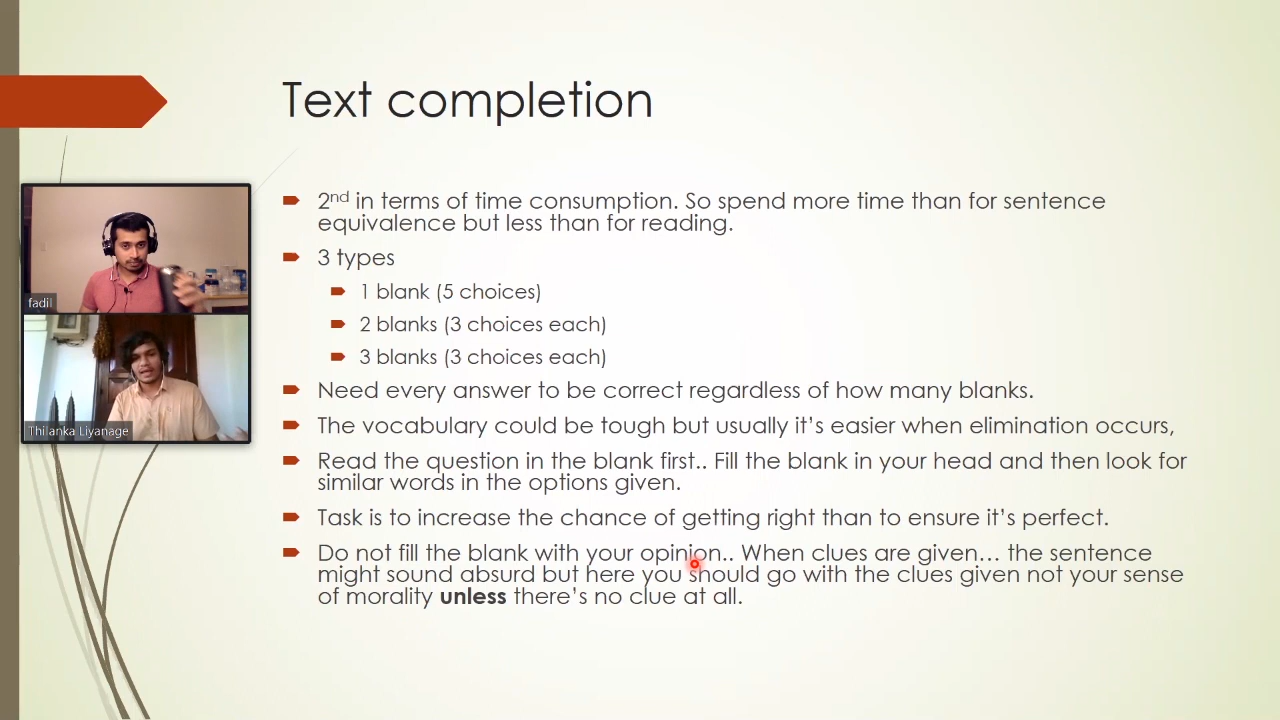 Text completion
2nd in terms of time consumption. So spend more time than for sentence
equivalence but less than for reading.
3 types
1 blank (5 choices)
2 blanks (3 choices each)
3 blanks (3 choices each)
Need every answer to be correct regardless of how many blanks.
The vocabulary could be tough but usually it's easier when elimination occurs,
Read the question in the blank first.. Fill the blank in your head and then look for
similar words in the options given.
Task is to increase the chance of getting right than to ensure it's perfect.
Do not fill the blank with your opinion.. When clues are given… the sentence
might sound absurd but here you should go with the clues given not your sense
of morality unless there's no clue at all.
fadil
Thilanka Liyanage